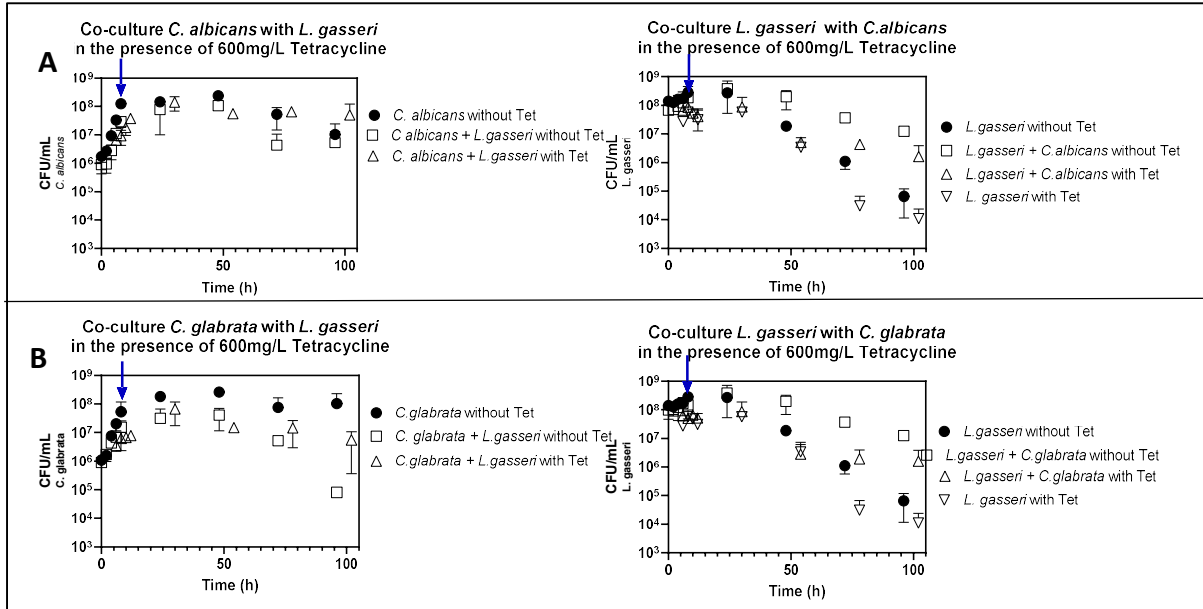 A
Co-culture C. albicans with L. gasseri
n the presence of 600mg/L Tetracycline
10⁹
10⁸
10⁷
10⁶
10⁵
10⁴
10³
CFU/mL
C. albicans
0
50
100
Time (h)
C. albicans without Tet
C albicans + L.gasseri without Tet
C. albicans + L.gasseri with Tet
Co-culture L. gasseri with C.albicans
in the presence of 600mg/L Tetracycline
10⁹
10⁸
10⁷
10⁶
10⁵
10⁴
10³
CFU/mL
L. gasseri
0
50
100
Time (h)
L.gasseri without Tet
L.gasseri + C.albicans without Tet
L.gasseri + C.albicans with Tet
L. gasseri with Tet
B
Co-culture C. glabrata with L. gasseri
in the presence of 600mg/L Tetracycline
10⁹
10⁸
10⁷
10⁶
10⁵
10⁴
10³
CFU/mL
C. glabrata
0
50
100
Time (h)
C.glabrata without Tet
C. glabrata + L.gasseri without Tet
C.glabrata + L.gasseri with Tet
Co-culture L. gasseri with C. glabrata
in the presence of 600mg/L Tetracycline
10⁹
10⁸
10⁷
10⁶
10⁵
10⁴
10³
CFU/mL
L. gasseri
0
50
100
Time (h)
L.gasseri without Tet
L.gasseri + C.glabrata without Tet
L.gasseri + C.glabrata with Tet
L. gasseri with Tet